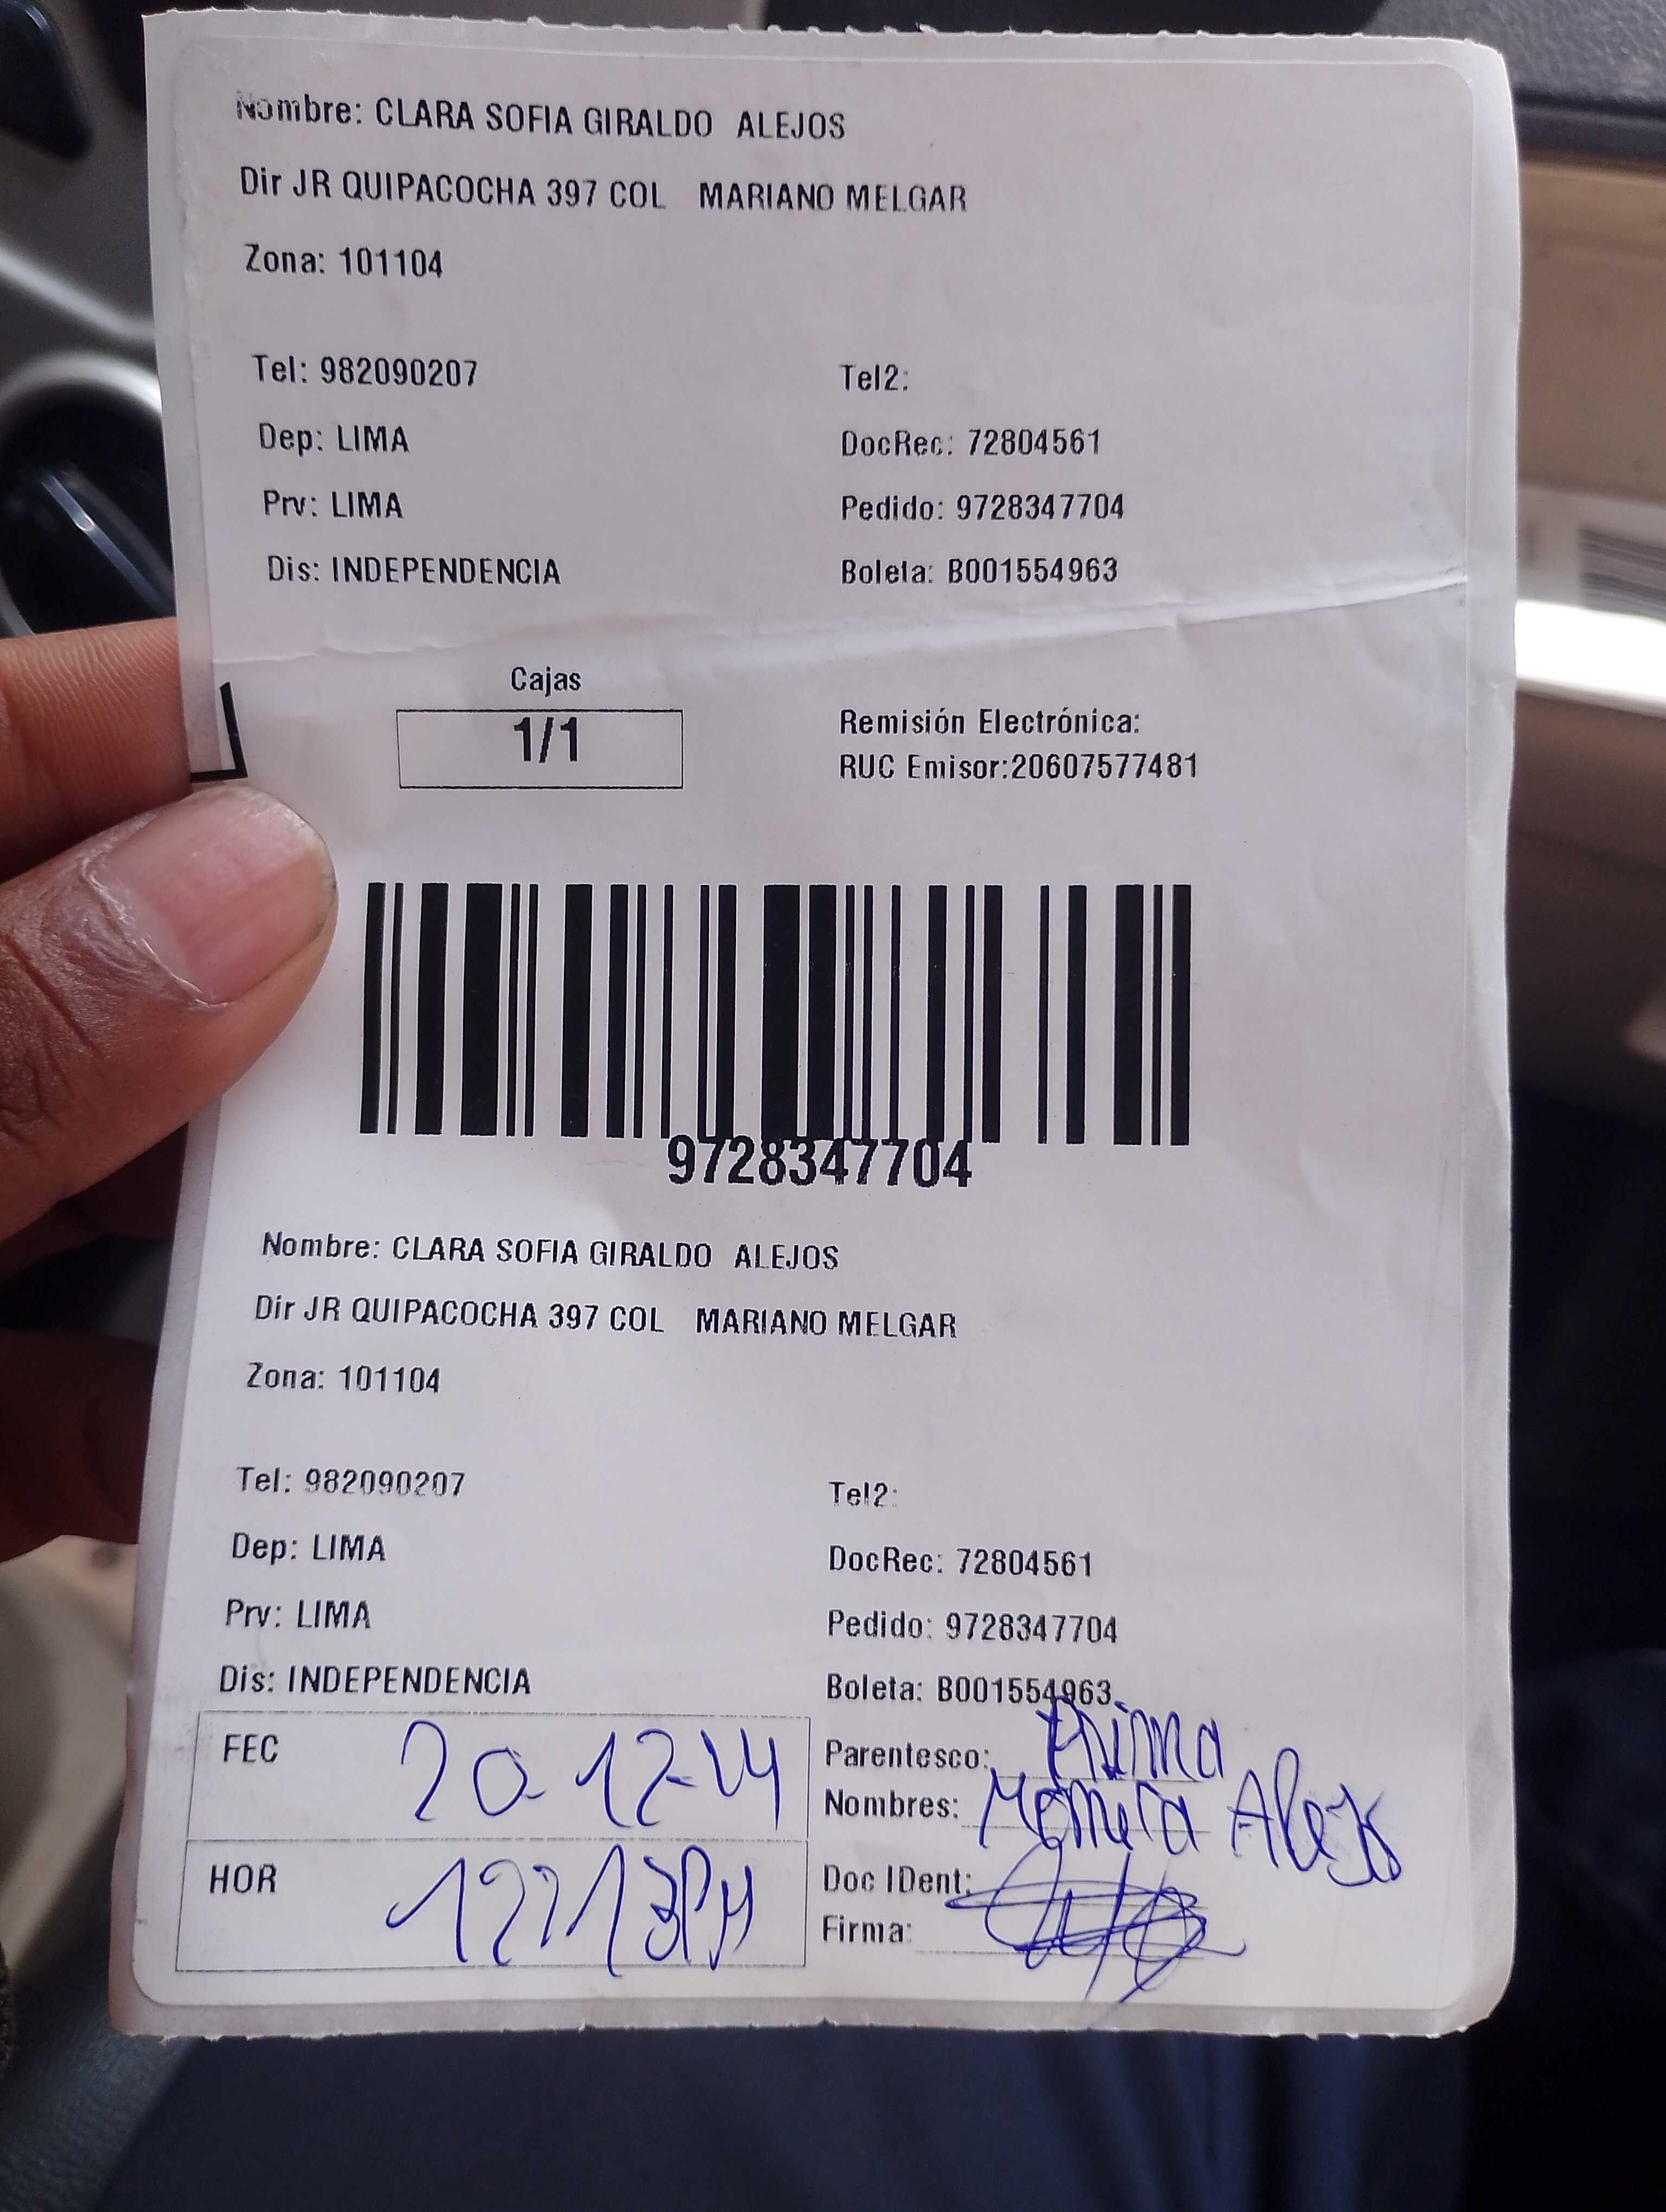 Nombre: CLARA SOFIA GIRALDO ALEJOS
Dir JR QUIPACOCHA 397 COL MARIANO MELGAR
Zona: 101104
Tel: 982090207 Tel2:
Dep: LIMA DocRec: 72804561
Prv: LIMA Pedido: 9728347704
Dis: INDEPENDENCIA Boleta: B001554963
Cajas
1/1
Remisión Electrónica:
RUC Emisor:20607577481
9728347704
Nombre: CLARA SOFIA GIRALDO ALEJOS
Dir JR QUIPACOCHA 397 COL MARIANO MELGAR
Zona: 101104
Tel: 982090207 Tel2:
Dep: LIMA DocRec: 72804561
Prv: LIMA Pedido: 9728347704
Dis: INDEPENDENCIA Boleta: B001554963
FEC 20-12-24 Parentesco: Prima
Nombres:
HOR Doc IDent:
Firma: